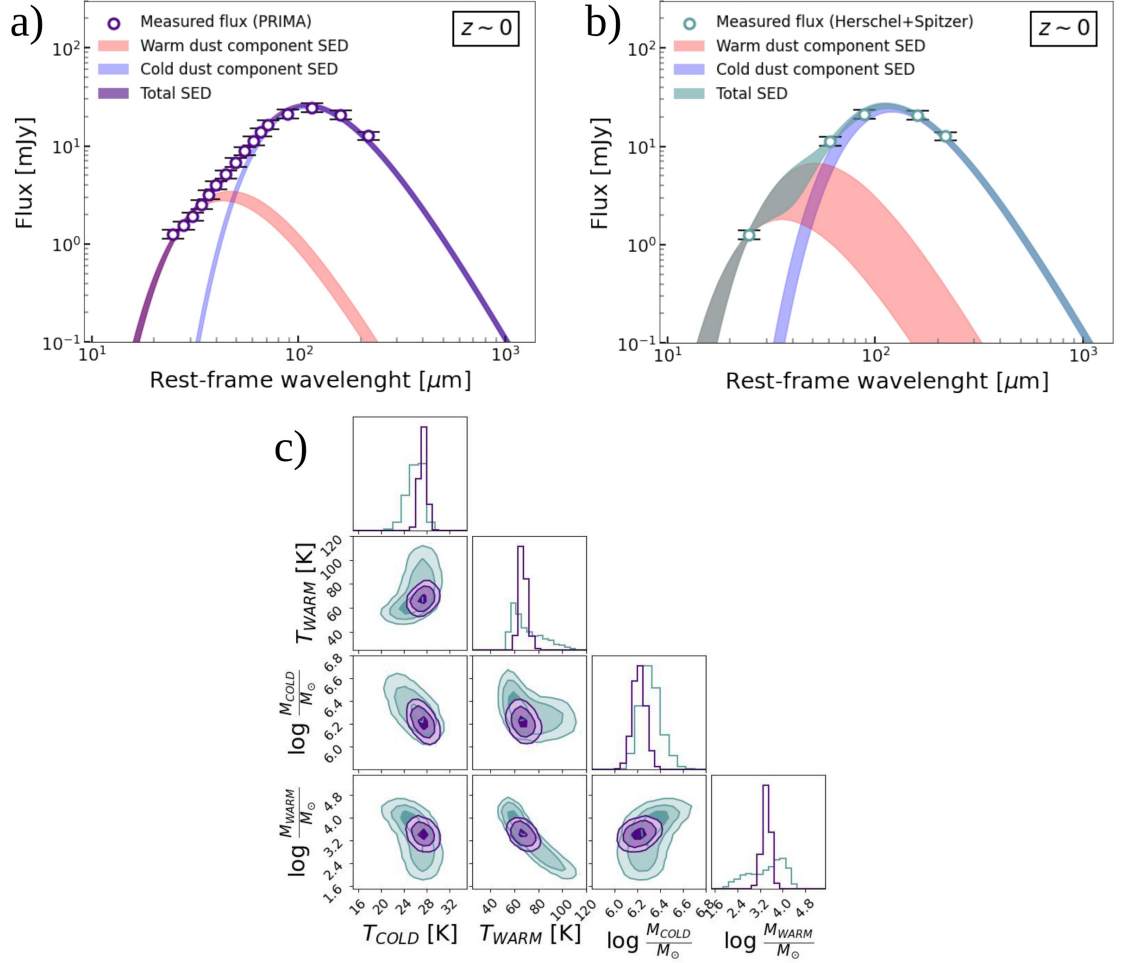 a)
Measured flux (PRIMA)
Warm dust component SED
Cold dust component SED
Total SED
z ~ 0
10²
10¹
10⁰
10⁻¹
Flux [mJy]
10¹
10²
10³
Rest-frame wavelenght [μm]
b)
Measured flux (Herschel+Spitzer)
Warm dust component SED
Cold dust component SED
Total SED
z ~ 0
10²
10¹
10⁰
10⁻¹
Flux [mJy]
10¹
10²
10³
Rest-frame wavelenght [μm]
c)
T_WARM [K]
120
100
80
60
40
log M_COLD/M_⊙
6.8
6.6
6.4
6.2
6.0
log M_WARM/M_⊙
4.8
4.0
3.2
2.4
1.6
16 20 24 28 32
T_COLD [K]
40 60 80 100 120
T_WARM [K]
6.0 6.2 6.4 6.6 6.8
log M_COLD/M_⊙
1.6 2.4 3.2 4.0 4.8
log M_WARM/M_⊙